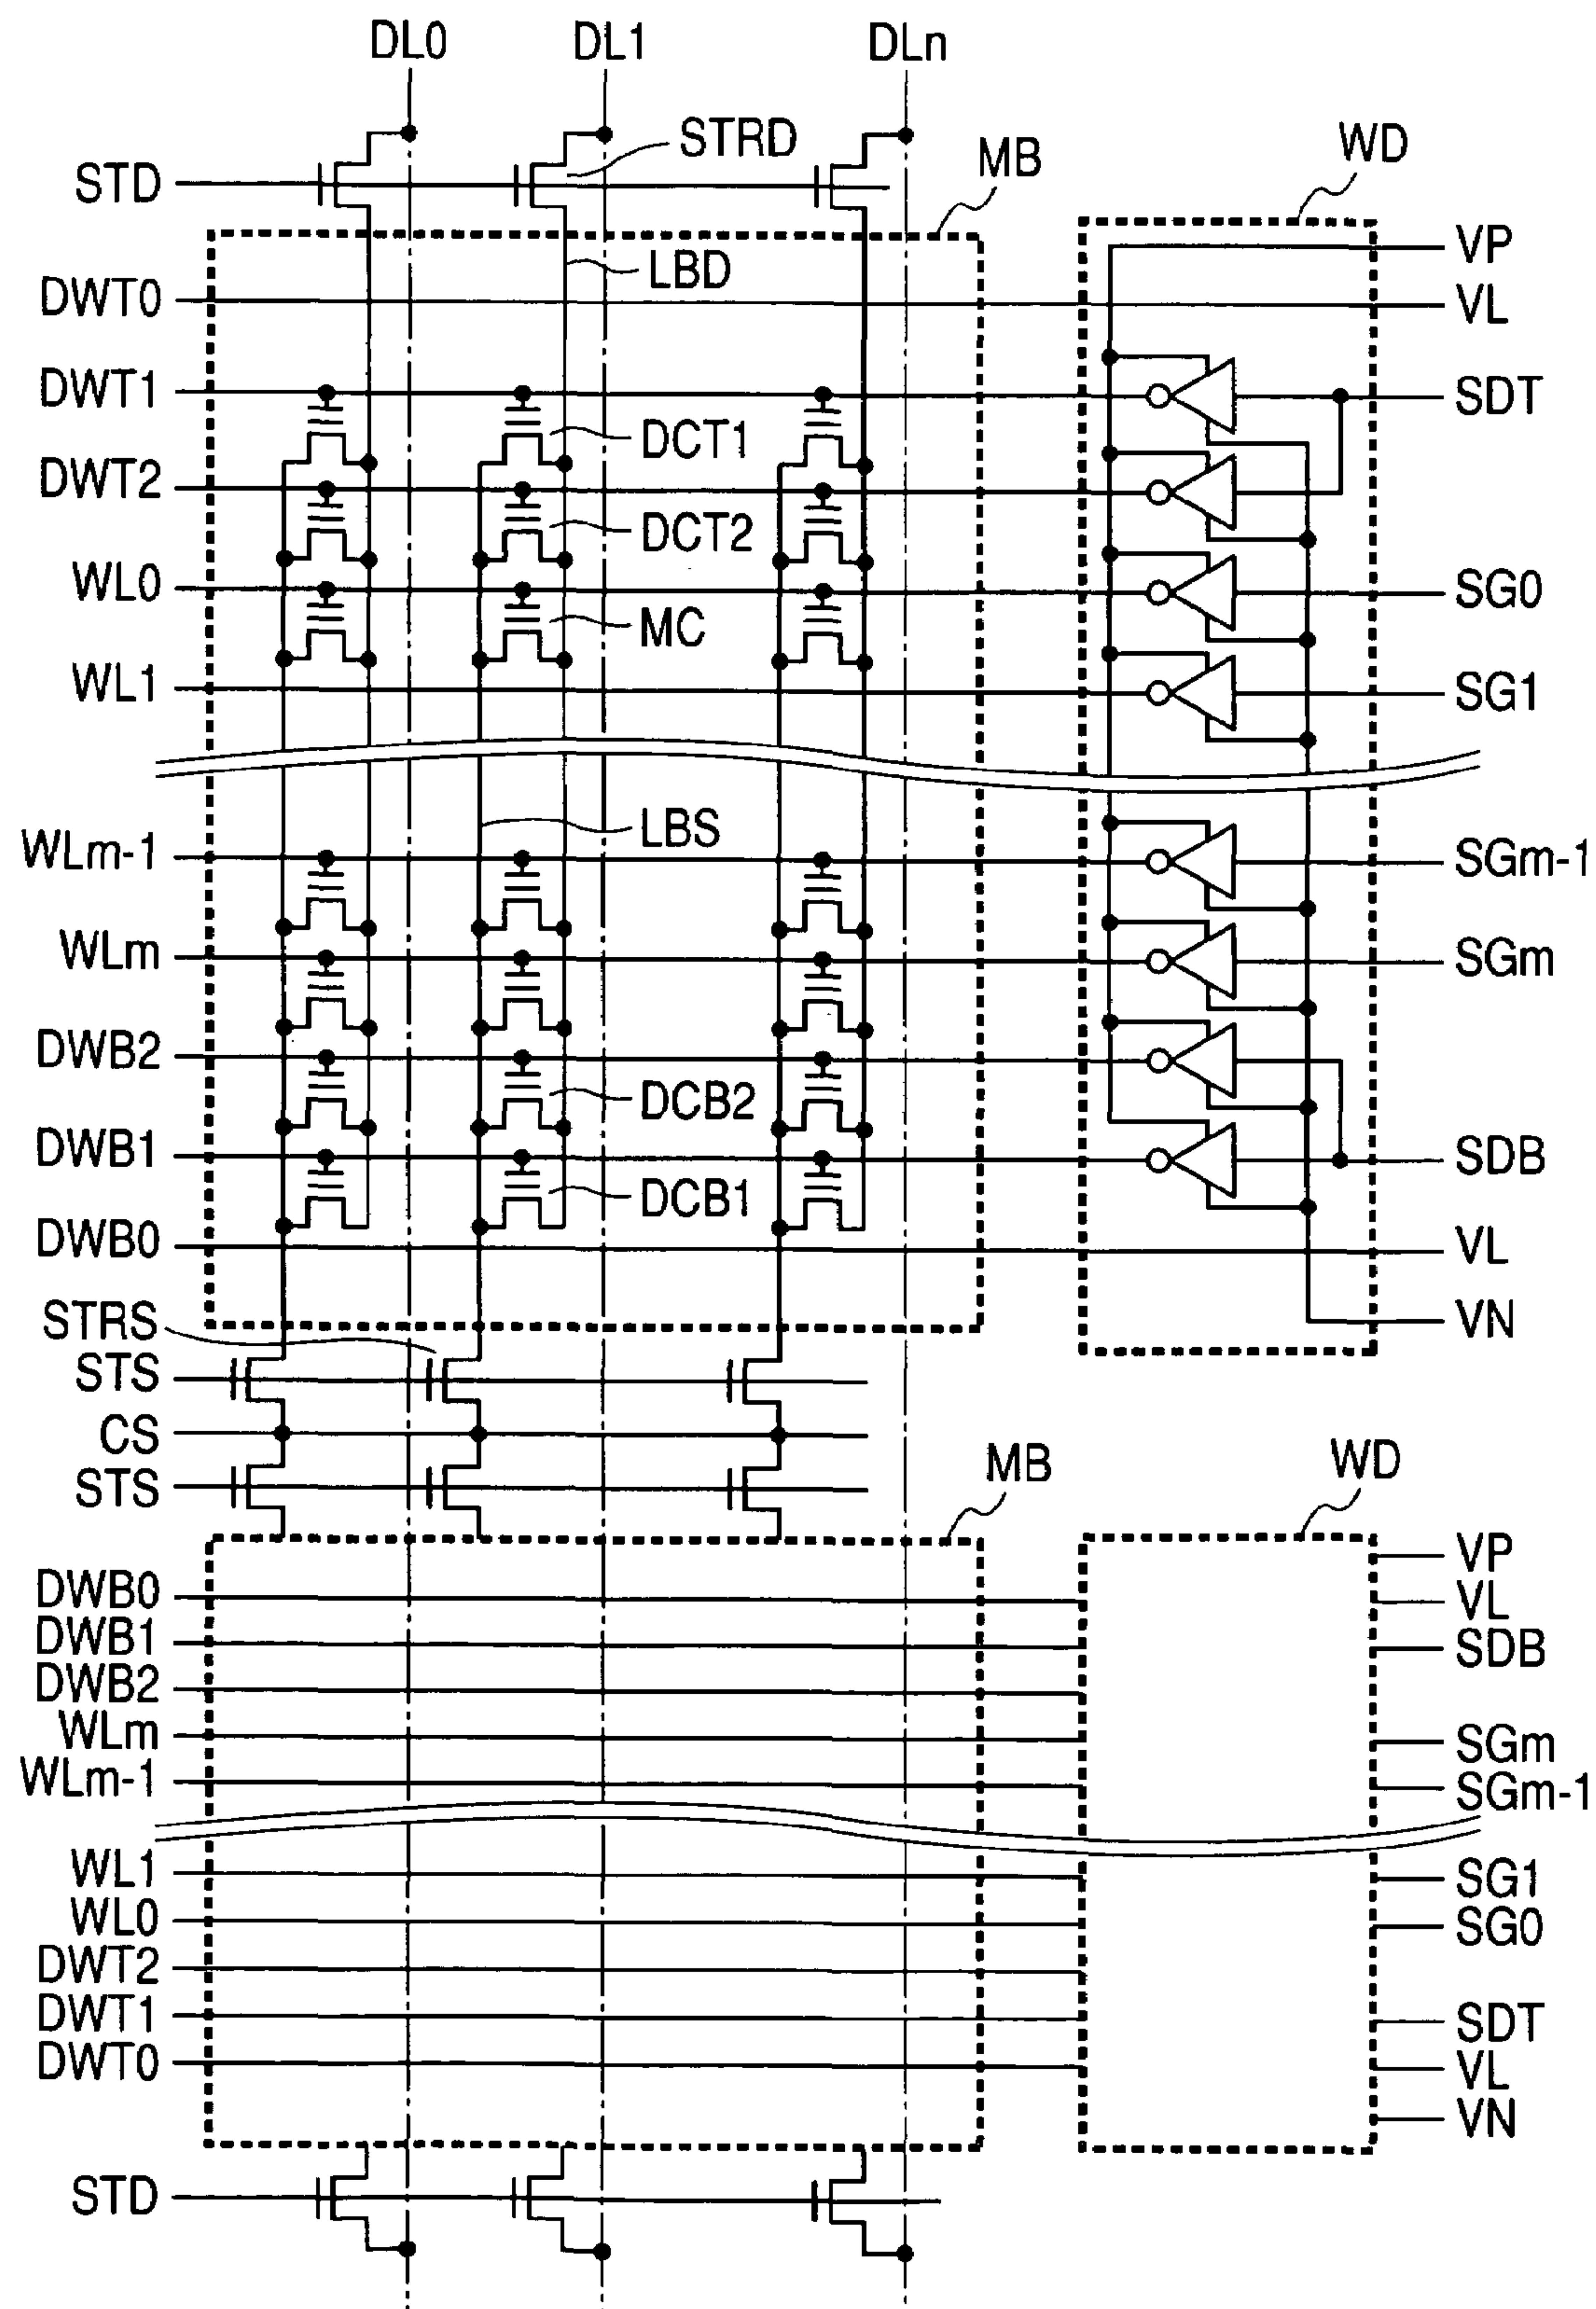 DL0 DL1 DLn
STRD MB WD
STD
VP
LBD
DWT0 VL
DWT1 SDT
DCT1
DWT2
DCT2
WL0 SG0
MC
WL1 SG1
LBS
WLm-1 SGm-1
WLm SGm
DWB2
DCB2
DWB1 SDB
DCB1
DWB0 VL
STRS VN
STS
CS
STS MB WD
VP
DWB0 VL
DWB1 SDB
DWB2
WLm SGm
WLm-1 SGm-1
WL1 SG1
WL0 SG0
DWT2
DWT1 SDT
DWT0 VL
VN
STD